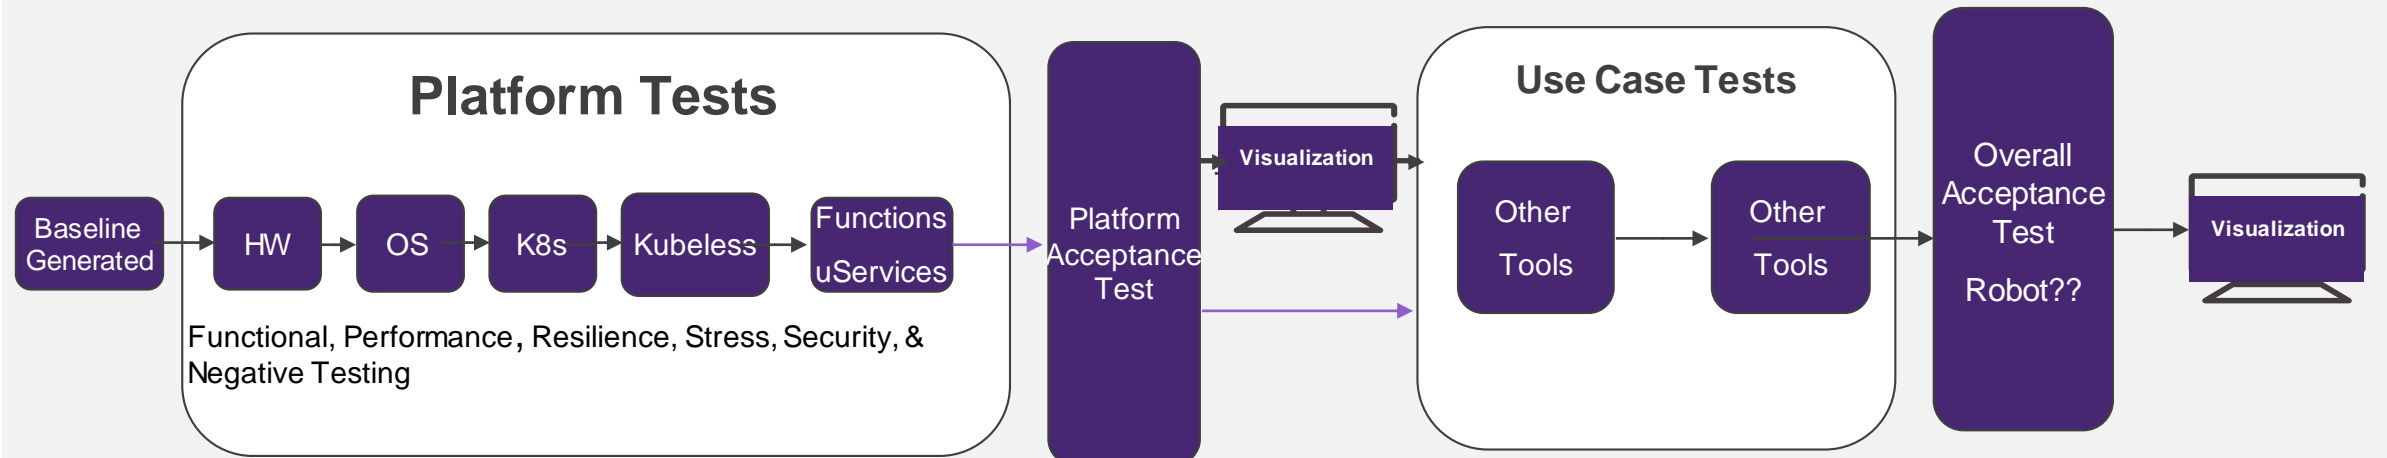 Platform Tests
Baseline
Generated
HW
OS
K8s
Kubeless
Functions
uServices
Functional, Performance, Resilience, Stress, Security, &
Negative Testing
Platform
Acceptance
Test
Visualization
Use Case Tests
Other
Tools
Other
Tools
Overall
Acceptance
Test
Robot??
Visualization